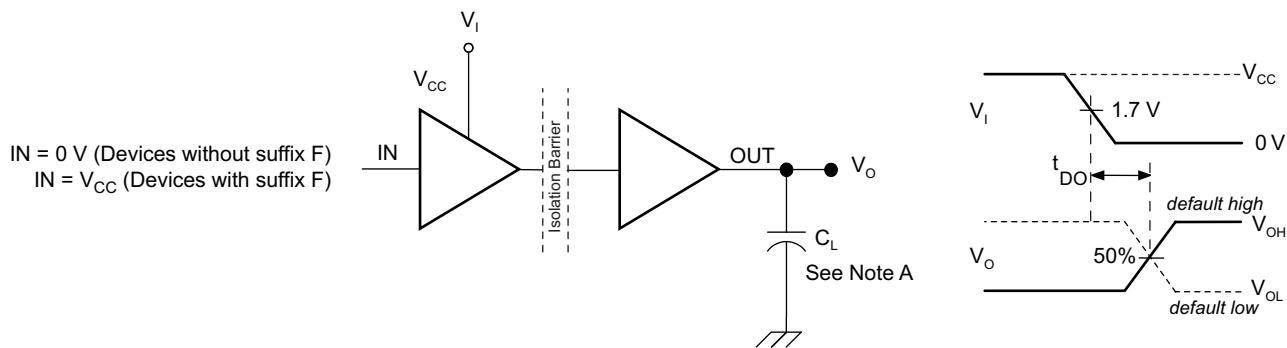 V_I
V_CC
IN = 0 V (Devices without suffix F)
IN = V_CC (Devices with suffix F)
IN
Isolation Barrier
OUT
V_O
C_L
See Note A
V_CC
V_I
1.7 V
0 V
t_DO
default high
V_OH
V_O
50%
V_OL
default low